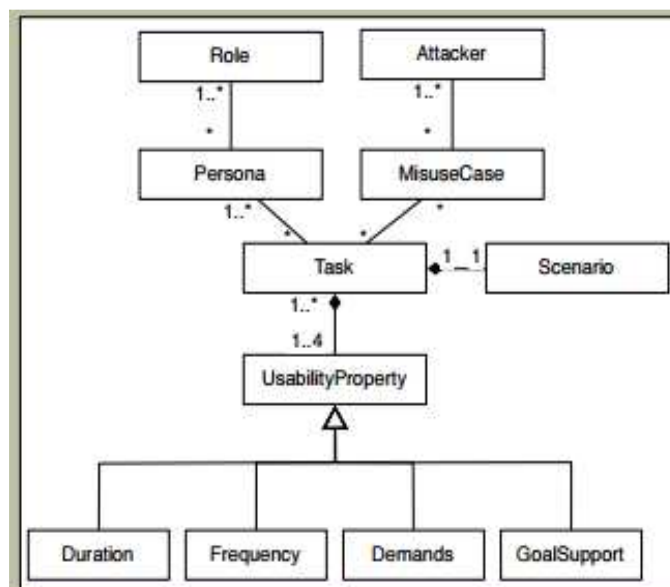 Role
Attacker
1..*
1..*
*
*
Persona
MisuseCase
1..*
*
*
*
Task
1
1
Scenario
1..*
1..4
UsabilityProperty
Duration
Frequency
Demands
GoalSupport